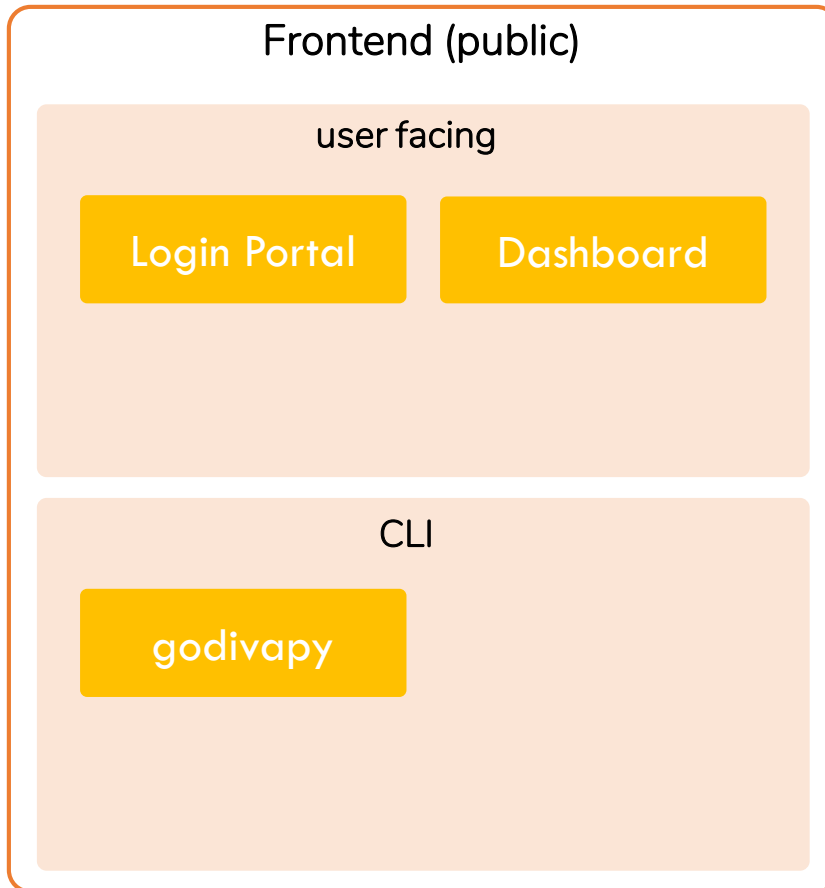 Frontend (public)
user facing
Login Portal
Dashboard
CLI
godivapy